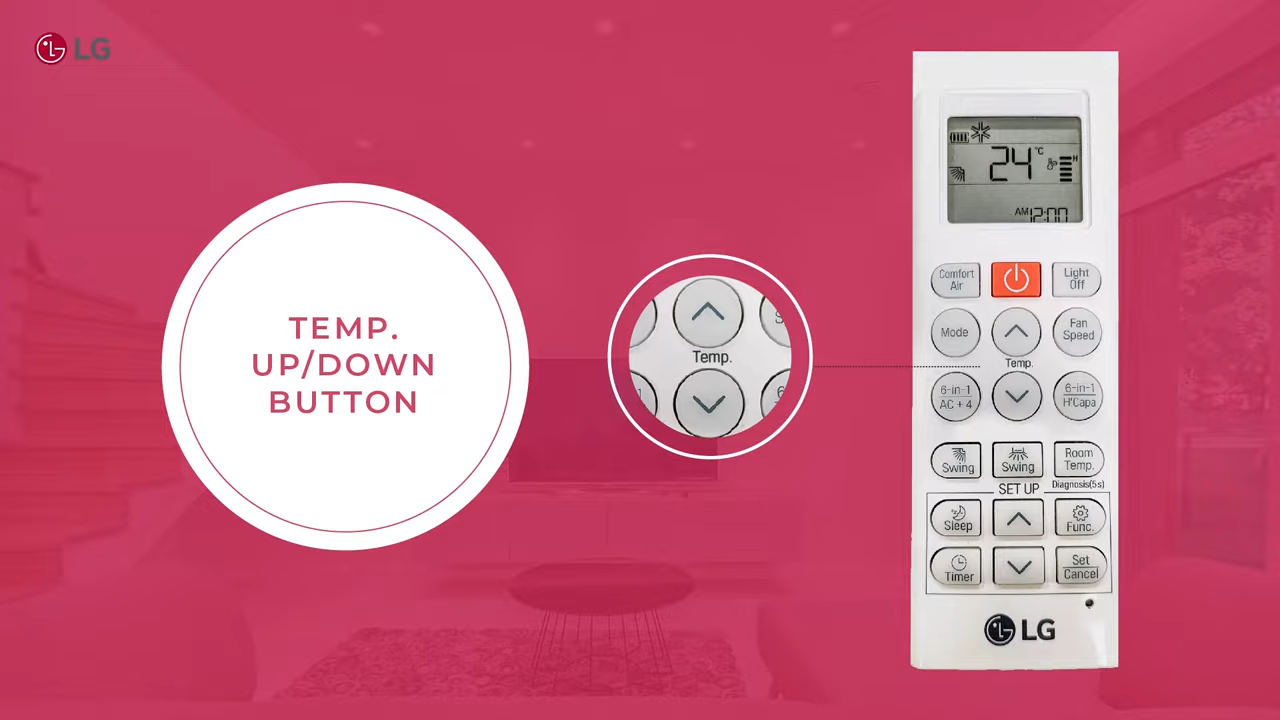 LG
TEMP.
UP/DOWN
BUTTON
Temp.
24°C
H
AM12:00
Comfort
Air
Light
Off
Mode
Fan
Speed
Temp.
6-in-1
AC + 4
6-in-1
H'Capa
Swing
Swing
Room
Temp.
SET UP
Diagnosis(5s)
Sleep
Func.
Timer
Set
Cancel
LG